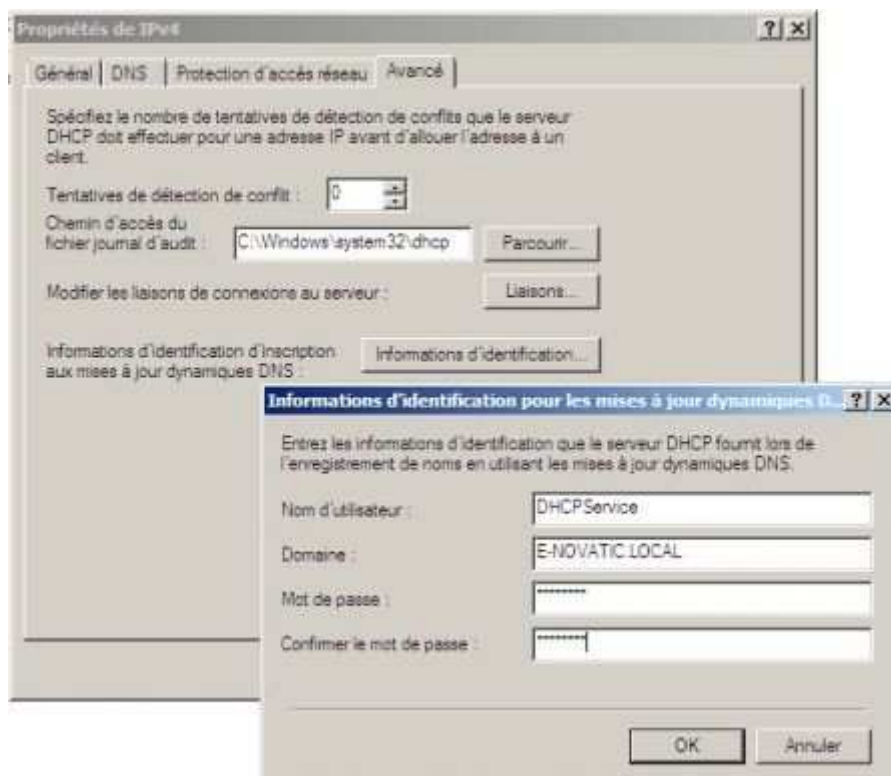 Propriétés de IPv4
Général
DNS
Protection d'accès réseau
Avancé
Spécifiez le nombre de tentatives de détection de conflits que le serveur
DHCP doit effectuer pour une adresse IP avant d'allouer l'adresse à un
client.
Tentatives de détection de conflit :
0
Chemin d'accès du
fichier journal d'audit :
C:\Windows\system32\dhcp
Parcourir...
Modifier les liaisons de connexions au serveur :
Liaisons...
Informations d'identification d'inscription
aux mises à jour dynamiques DNS :
Informations d'identification...
Informations d'identification pour les mises à jour dynamiques D...
Entrez les informations d'identification que le serveur DHCP fournit lors de
l'enregistrement de noms en utilisant les mises à jour dynamiques DNS.
Nom d'utilisateur :
DHCPService
Domaine :
E-NOVATIC.LOCAL
Mot de passe :
********
Confirmer le mot de passe :
********
OK
Annuler